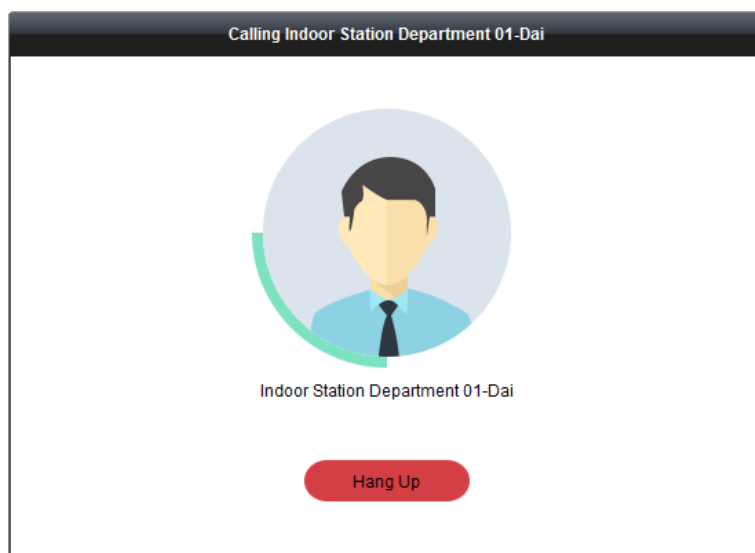 Calling Indoor Station Department 01-Dai
Indoor Station Department 01-Dai
Hang Up